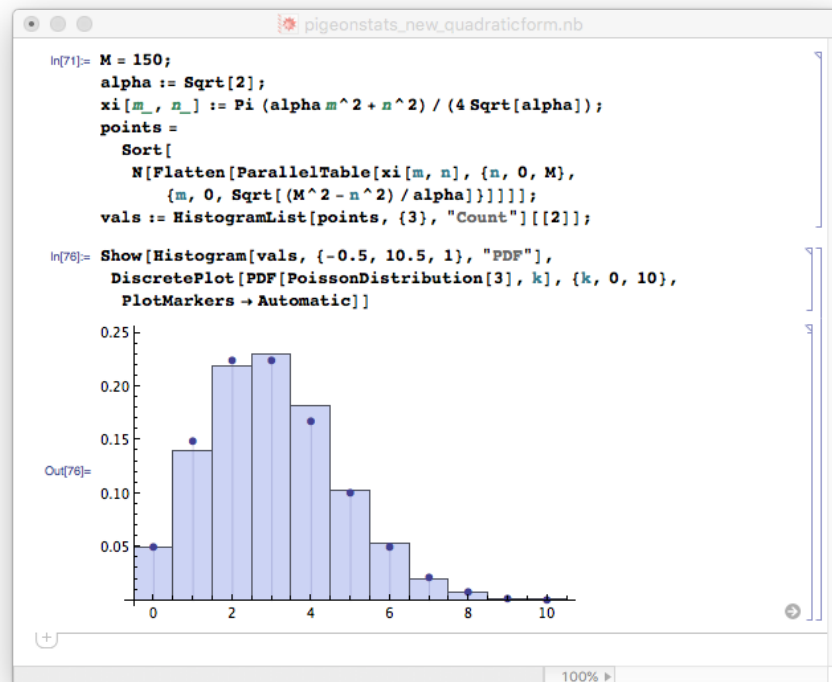 pigeonstats_new_quadraticform.nb
In[71]:= M = 150;
alpha := Sqrt[2];
xi[m_, n_] := Pi (alpha m^2 + n^2) / (4 Sqrt[alpha]);
points =
Sort[
N[Flatten[ParallelTable[xi[m, n], {n, 0, M},
{m, 0, Sqrt[(M^2 - n^2) / alpha]}]]]];
vals := HistogramList[points, {3}, "Count"][[2]];
In[76]:= Show[Histogram[vals, {-0.5, 10.5, 1}, "PDF"],
DiscretePlot[PDF[PoissonDistribution[3], k], {k, 0, 10},
PlotMarkers → Automatic]]
0.25
0.20
0.15
Out[76]=
0.10
0.05
0 2 4 6 8 10
100%